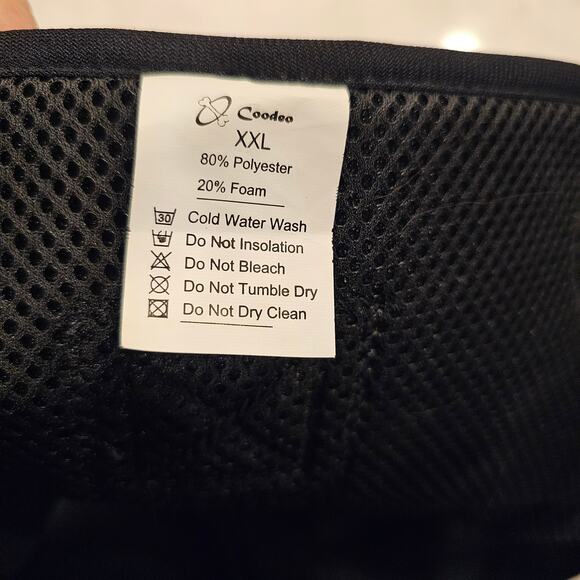 Coodeo
XXL
80% Polyester
20% Foam
30 Cold Water Wash
Do Not Insolation
Do Not Bleach
Do Not Tumble Dry
Do Not Dry Clean